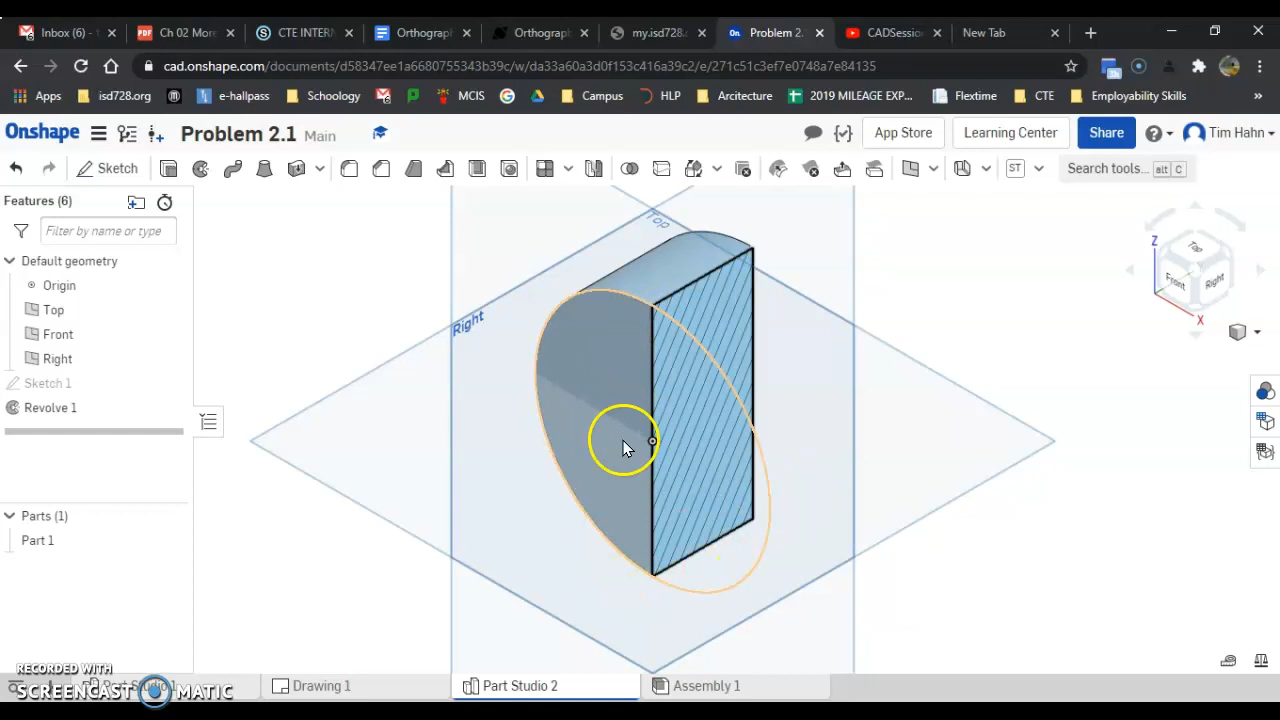 Inbox (6) -
Ch 02 More
CTE INTERN
Orthograph
Orthograph
my.isd728.c
Problem 2.
CADSession
New Tab
cad.onshape.com/documents/d58347ee1a6680755343b39c/w/da33a60a3d0f153c416a39c2/e/271c51c3ef7e0748a7e84135
Apps
isd728.org
e-hallpass
Schoology
MCIS
Campus
HLP
Arcitecture
2019 MILEAGE EXP...
Flextime
CTE
Employability Skills
»
Onshape
Problem 2.1 Main
App Store
Learning Center
Share
Tim Hahn
Sketch
ST
Search tools... alt C
Features (6)
Filter by name or type
Default geometry
Origin
Top
Front
Right
Sketch 1
Revolve 1
Parts (1)
Part 1
Top
Right
Z
Front
Right
X
RECORDED WITH
SCREENCAST MATIC
Drawing 1
Part Studio 2
Assembly 1